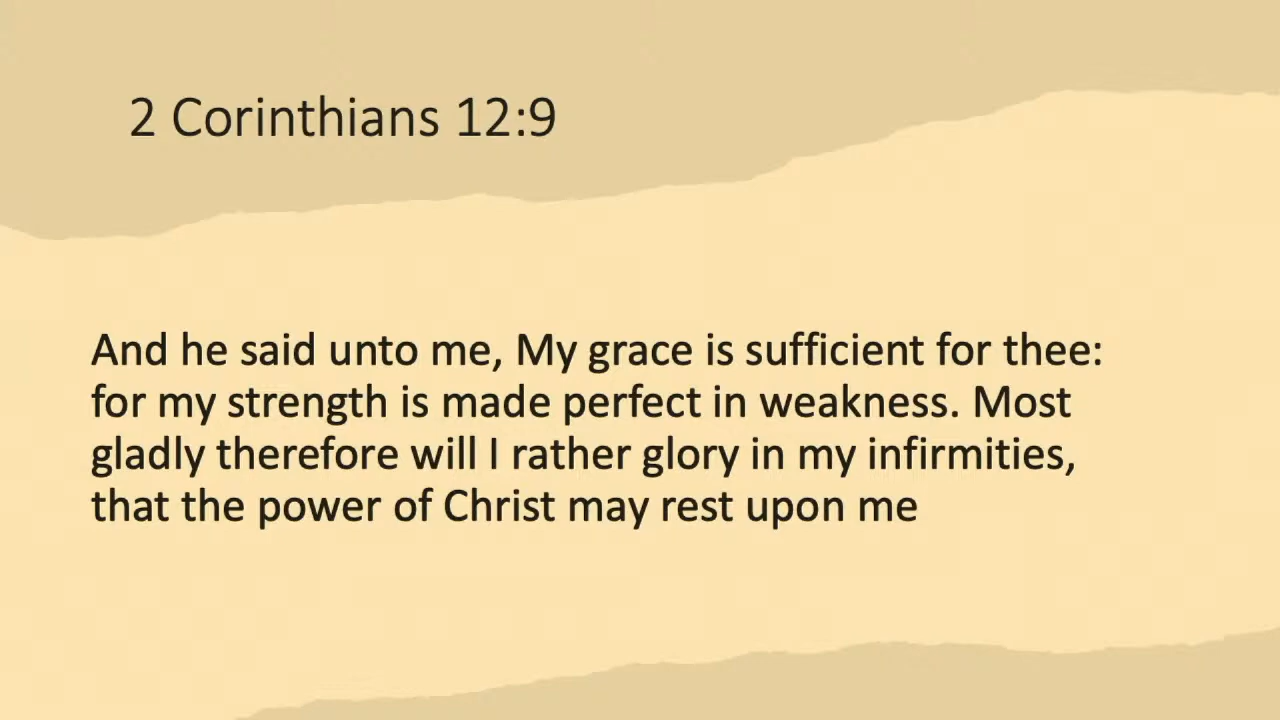 2 Corinthians 12:9
And he said unto me, My grace is sufficient for thee:
for my strength is made perfect in weakness. Most
gladly therefore will I rather glory in my infirmities,
that the power of Christ may rest upon me